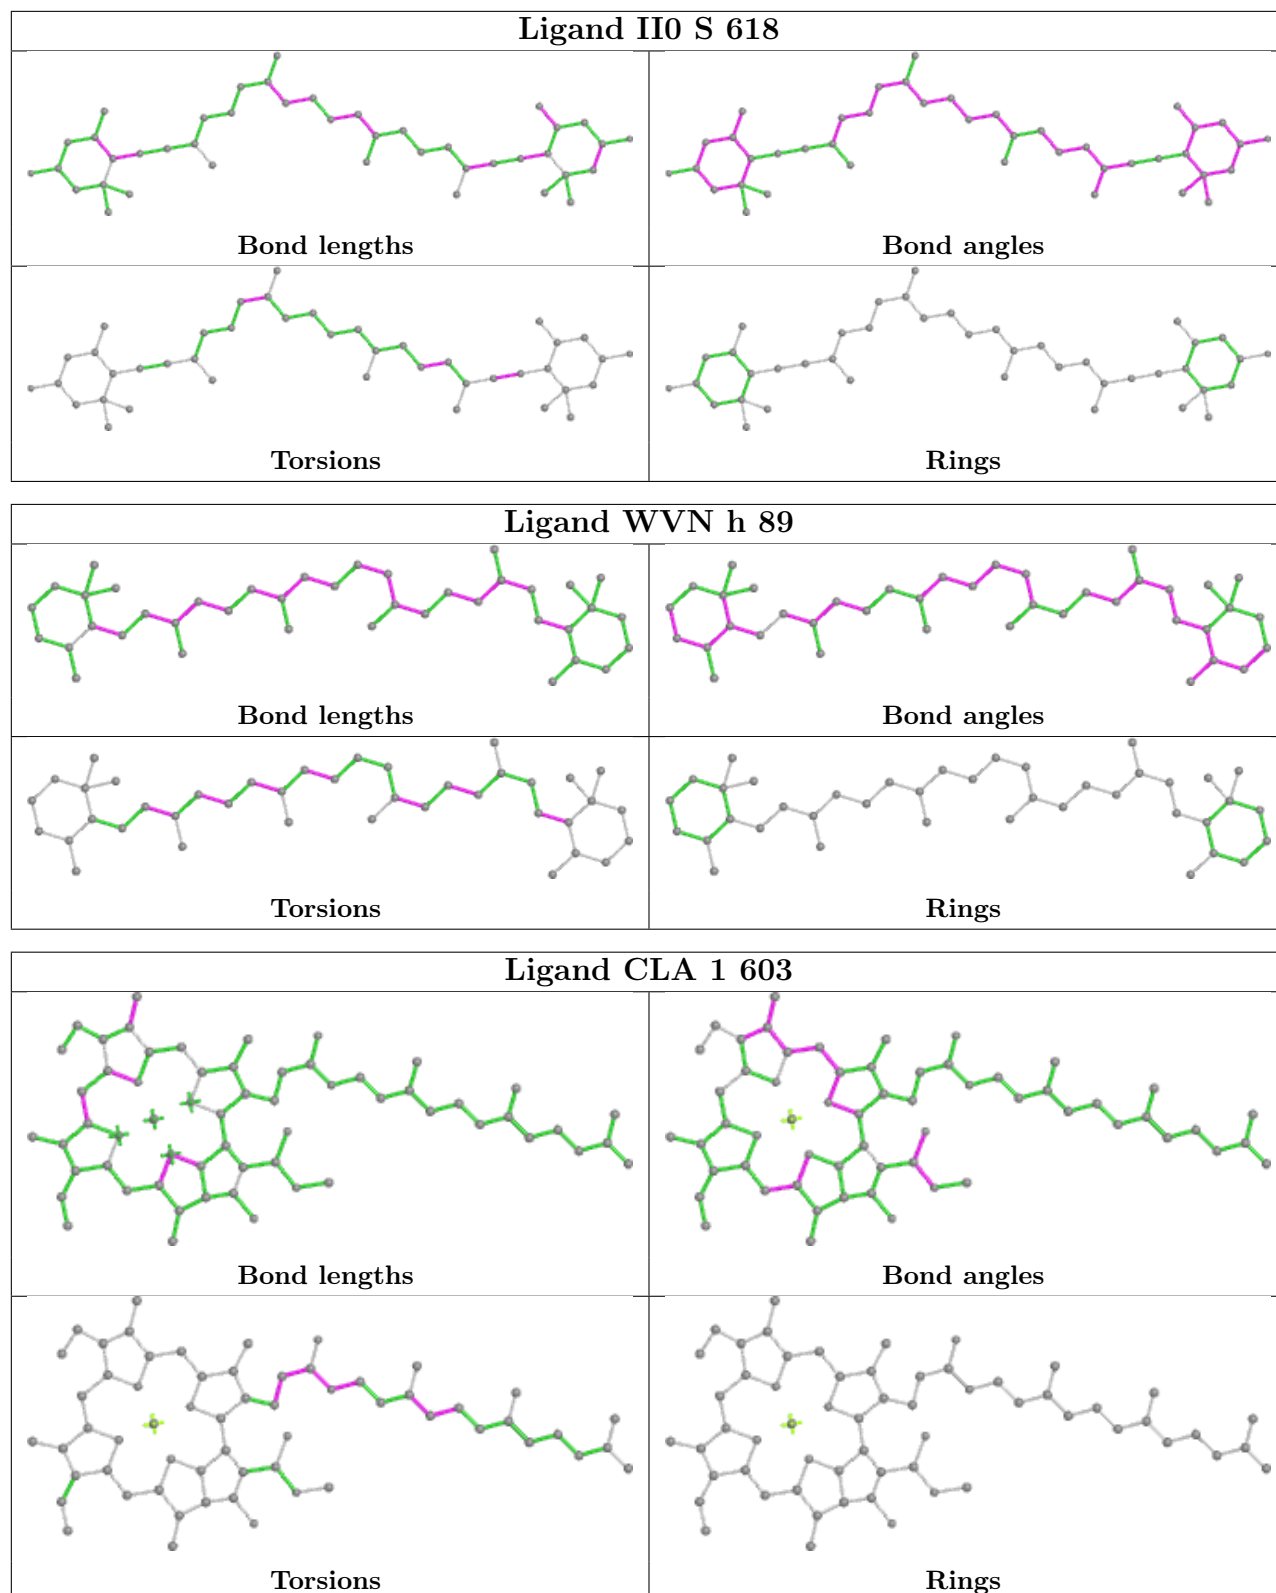 Ligand II0 S 618
Bond lengths
Bond angles
Torsions
Rings
Ligand WVN h 89
Bond lengths
Bond angles
Torsions
Rings
Ligand CLA 1 603
Bond lengths
Bond angles
Torsions
Rings